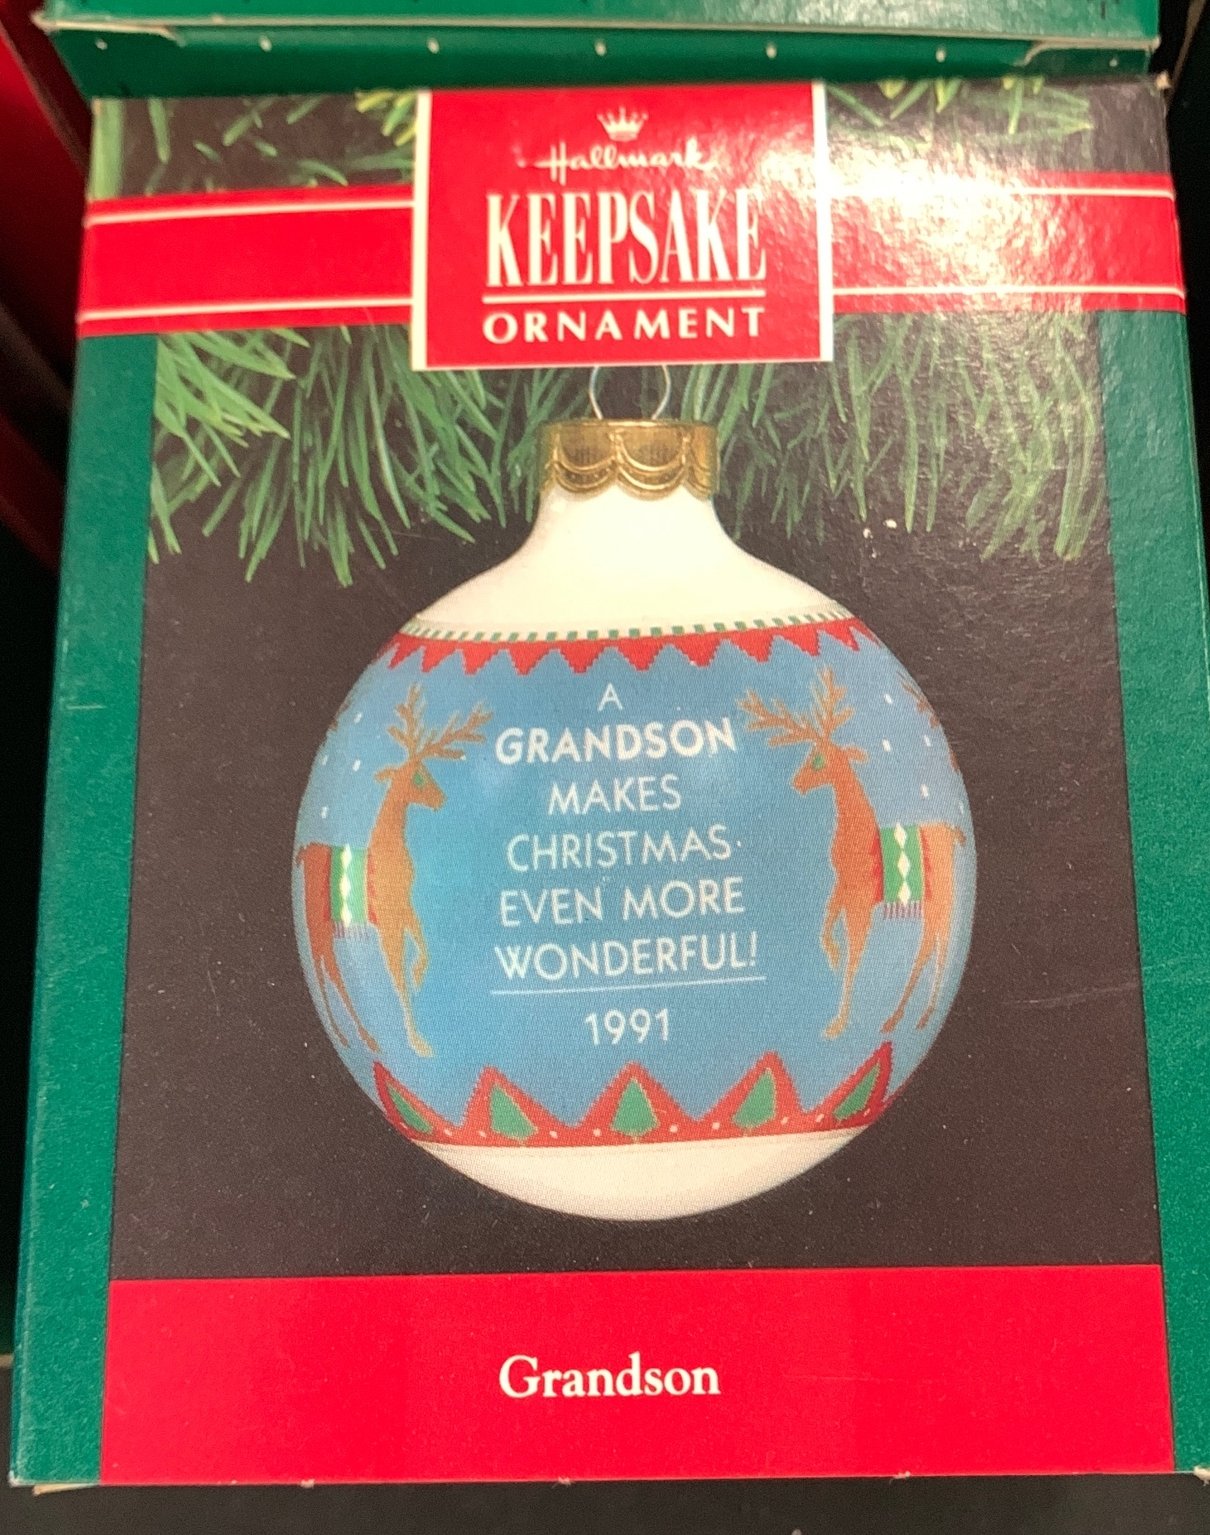 Hallmark
KEEPSAKE
ORNAMENT
A
GRANDSON
MAKES
CHRISTMAS
EVEN MORE
WONDERFUL!
1991
Grandson